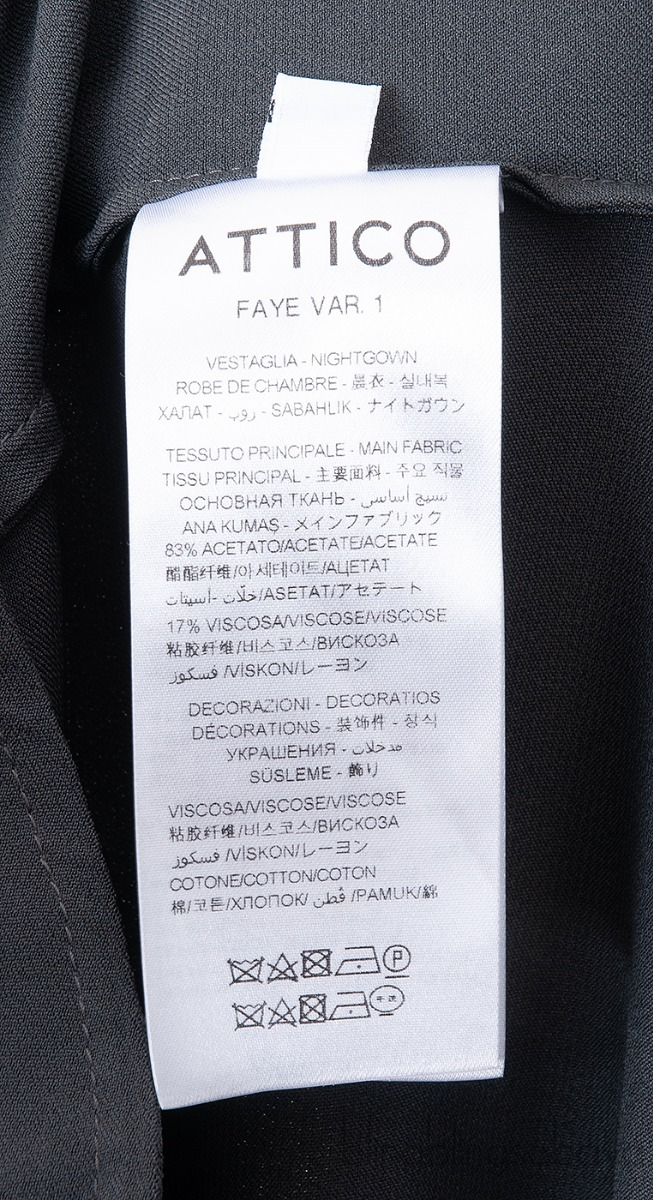 ATTICO
FAYE VAR. 1
VESTAGLIA - NIGHTGOWN
ROBE DE CHAMBRE - 晨衣 - 실내복
ХАЛАТ - روب - SABAHLIK - ナイトガウン
TESSUTO PRINCIPALE - MAIN FABRIC
TISSU PRINCIPAL - 主要面料 - 주요 직물
ОСНОВНАЯ ТКАНЬ - نسيج أساسي
ANA KUMAŞ - メインファブリック
83% ACETATO/ACETATE/ACETATE
醋酯纤维/아세테이트/АЦЕТАТ
خلّات- أسيتات/ASETAT/アセテート
17% VISCOSA/VISCOSE/VISCOSE
粘胶纤维/비스코스/ВИСКОЗА
فسكوز /VİSKON/レーヨン
DECORAZIONI - DECORATIOS
DÉCORATIONS - 装饰件 - 장식
УКРАШЕНИЯ - مدخلات
SÜSLEME - 飾り
VISCOSA/VISCOSE/VISCOSE
粘胶纤维/비스코스/ВИСКОЗА
فسكوز /VİSKON/レーヨン
COTONE/COTTON/COTON
棉/코튼/ХЛОПОК/ قُطن /PAMUK/綿
P